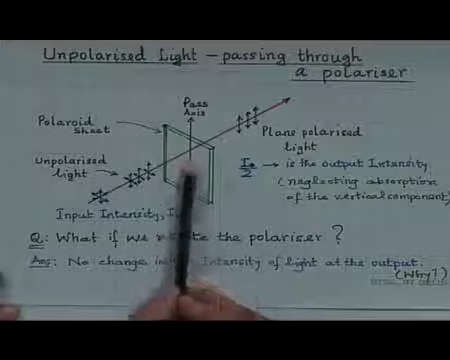 Unpolarised Light - passing through
a polariser
Pass
Axis
Polaroid
sheet
Plane polarised
light
Unpolarised
light
I₀/2 → is the output Intensity
(neglecting absorption
of the vertical component)
Input Intensity,
Q: What if we the polariser?
Ans: No change in Intensity of light at the output.
(Why?)